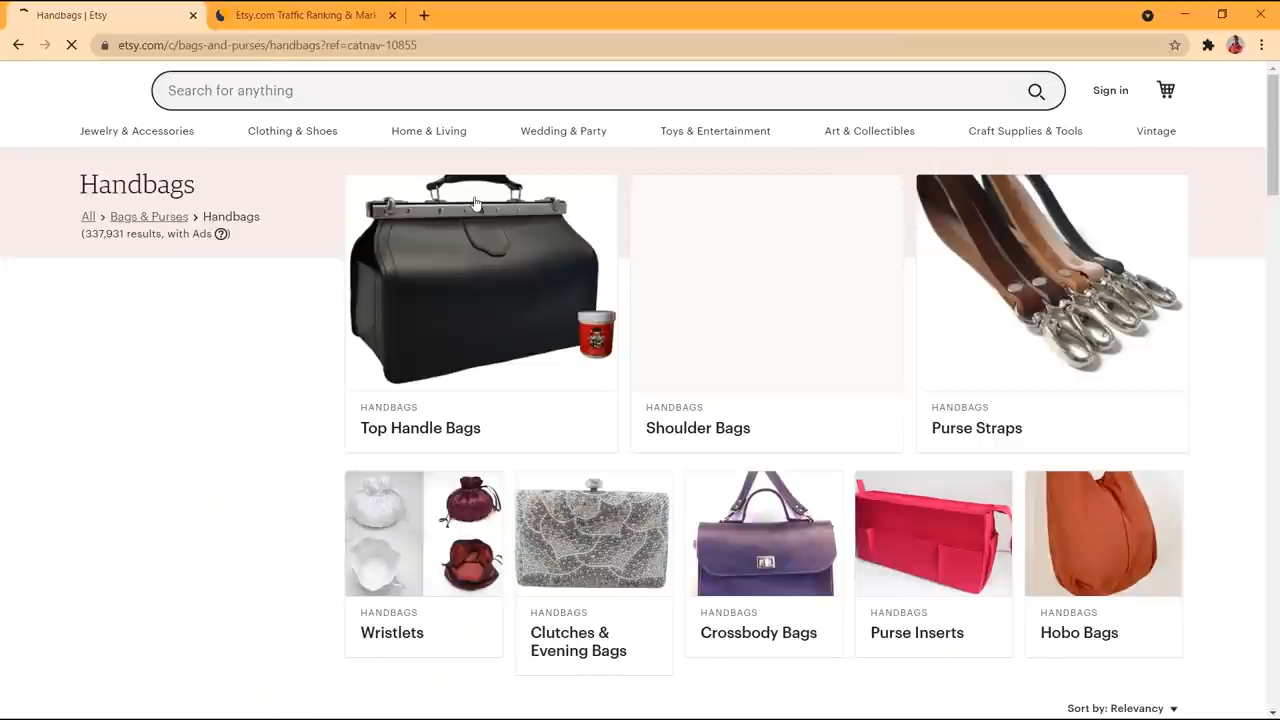 Handbags | Etsy
Etsy.com Traffic Ranking & Mark
etsy.com/c/bags-and-purses/handbags?ref=catnav-10855
Search for anything
Sign in
Jewelry & Accessories
Clothing & Shoes
Home & Living
Wedding & Party
Toys & Entertainment
Art & Collectibles
Craft Supplies & Tools
Vintage
Handbags
All > Bags & Purses > Handbags
(337,931 results, with Ads ?)
HANDBAGS
Top Handle Bags
HANDBAGS
Shoulder Bags
HANDBAGS
Purse Straps
HANDBAGS
Wristlets
HANDBAGS
Clutches &
Evening Bags
HANDBAGS
Crossbody Bags
HANDBAGS
Purse Inserts
HANDBAGS
Hobo Bags
Sort by: Relevancy